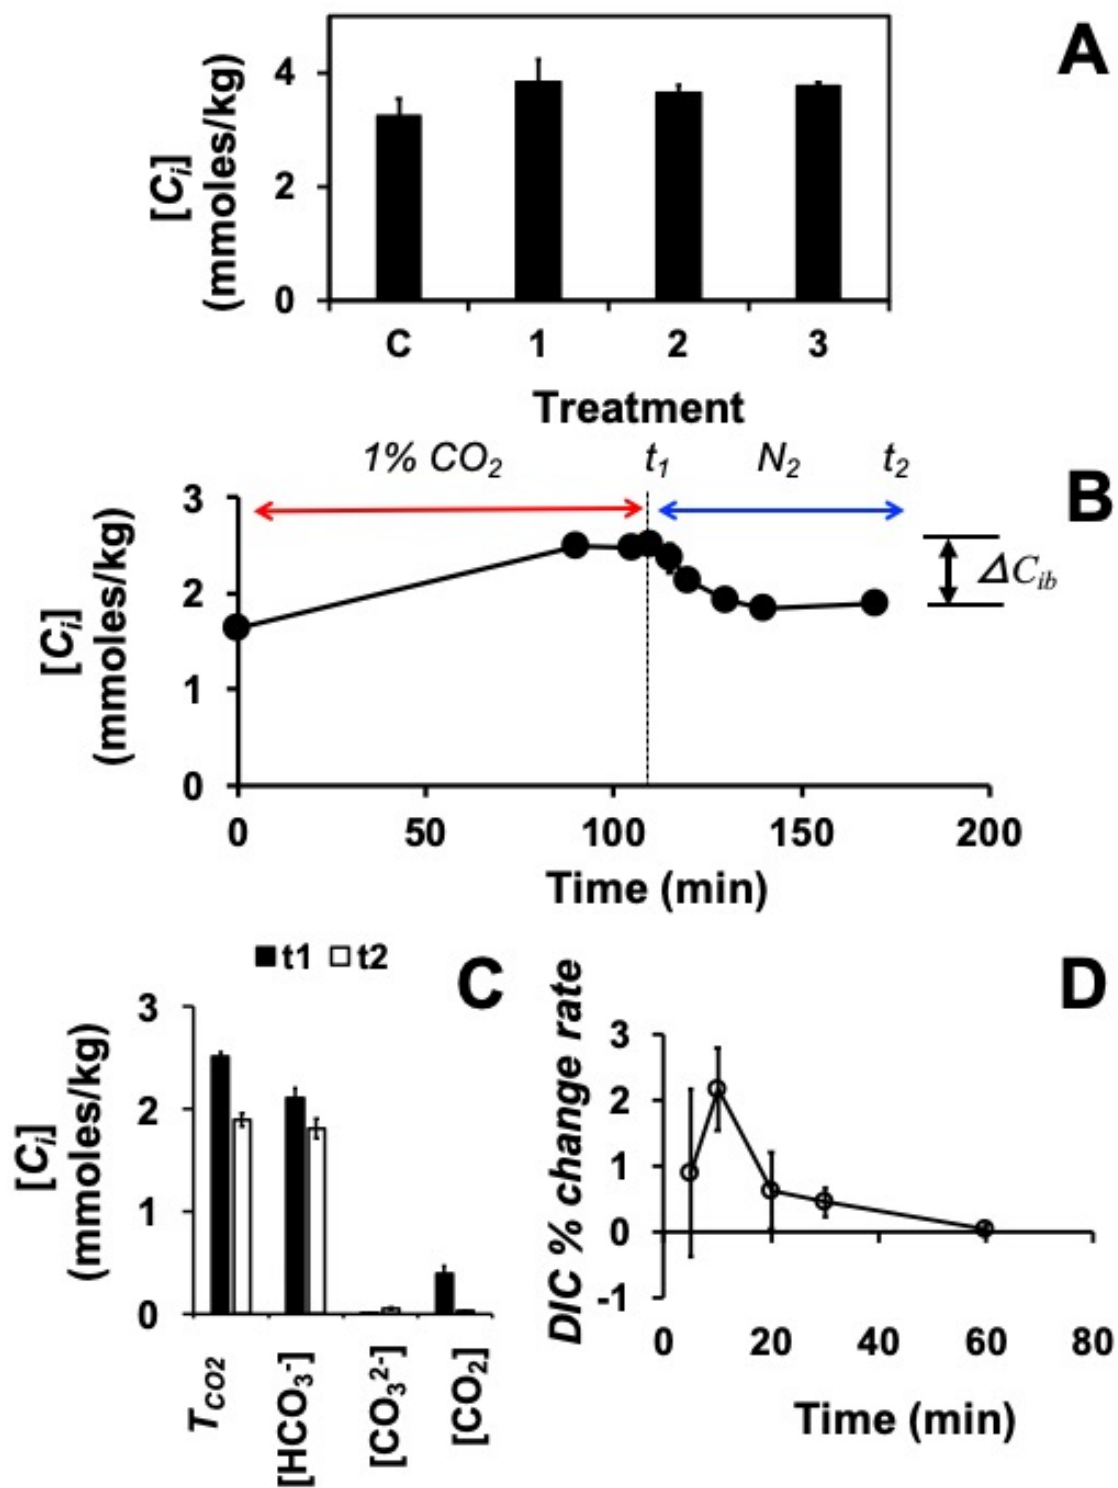 A
[Ci]
(mmoles/kg)
4
2
0
C 1 2 3
Treatment
B
1% CO2 t1 N2 t2
[Ci]
(mmoles/kg)
3
2
1
0
ΔCib
0 50 100 150 200
Time (min)
C
t1 t2
[Ci]
(mmoles/kg)
3
2
1
0
TCO2
[HCO3-]
[CO32-]
[CO2]
D
DIC % change rate
3
2
1
0
-1
0 20 40 60 80
Time (min)